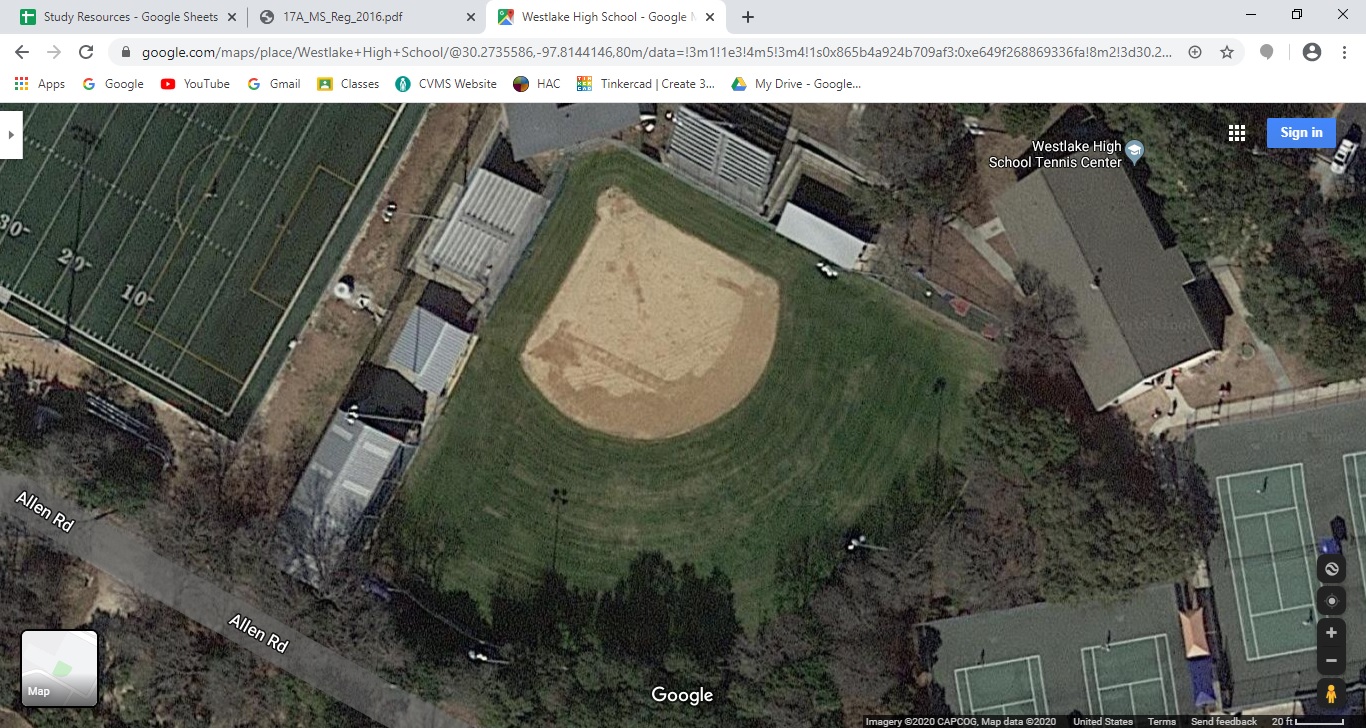 Study Resources - Google Sheets
17A_MS_Reg_2016.pdf
Westlake High School - Google M
google.com/maps/place/Westlake+High+School/@30.2735586,-97.8144146,80m/data=!3m1!1e3!4m5!3m4!1s0x865b4a924b709af3:0xe649f268869336fa!8m2!3d30.2...
Apps
Google
YouTube
Gmail
Classes
CVMS Website
HAC
Tinkercad | Create 3...
My Drive - Google...
Sign in
Westlake High
School Tennis Center
30
20
10
Allen Rd
Allen Rd
Map
Google
Imagery ©2020 CAPCOG, Map data ©2020
United States
Terms
Send feedback
20 ft